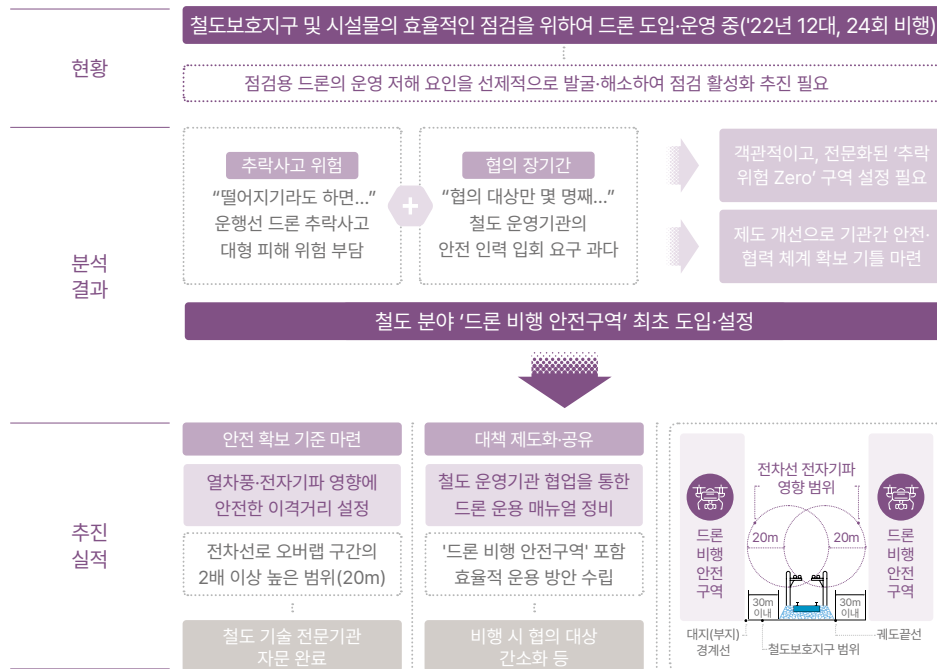 현황
철도보호지구 및 시설물의 효율적인 점검을 위하여 드론 도입·운영 중('22년 12대, 24회 비행)
점검용 드론의 운영 저해 요인을 선제적으로 발굴·해소하여 점검 활성화 추진 필요
분석
결과
추락사고 위험
"떨어지기라도 하면..."
운행선 드론 추락사고
대형 피해 위험 부담
+
협의 장기간
"협의 대상만 몇 명째..."
철도 운영기관의
안전 인력 입회 요구 과다
객관적이고, 전문화된 '추락
위험 Zero' 구역 설정 필요
제도 개선으로 기관간 안전·
협력 체계 확보 기틀 마련
철도 분야 '드론 비행 안전구역' 최초 도입·설정
추진
실적
안전 확보 기준 마련
열차풍·전자기파 영향에
안전한 이격거리 설정
전차선로 오버랩 구간의
2배 이상 높은 범위(20m)
철도 기술 전문기관
자문 완료
대책 제도화·공유
철도 운영기관 협업을 통한
드론 운용 매뉴얼 정비
'드론 비행 안전구역' 포함
효율적 운용 방안 수립
비행 시 협의 대상
간소화 등
전차선 전자기파
영향 범위
드론
비행
안전
구역
20m
20m
드론
비행
안전
구역
30m
이내
30m
이내
대지(부지)
경계선
철도보호지구 범위
궤도끝선